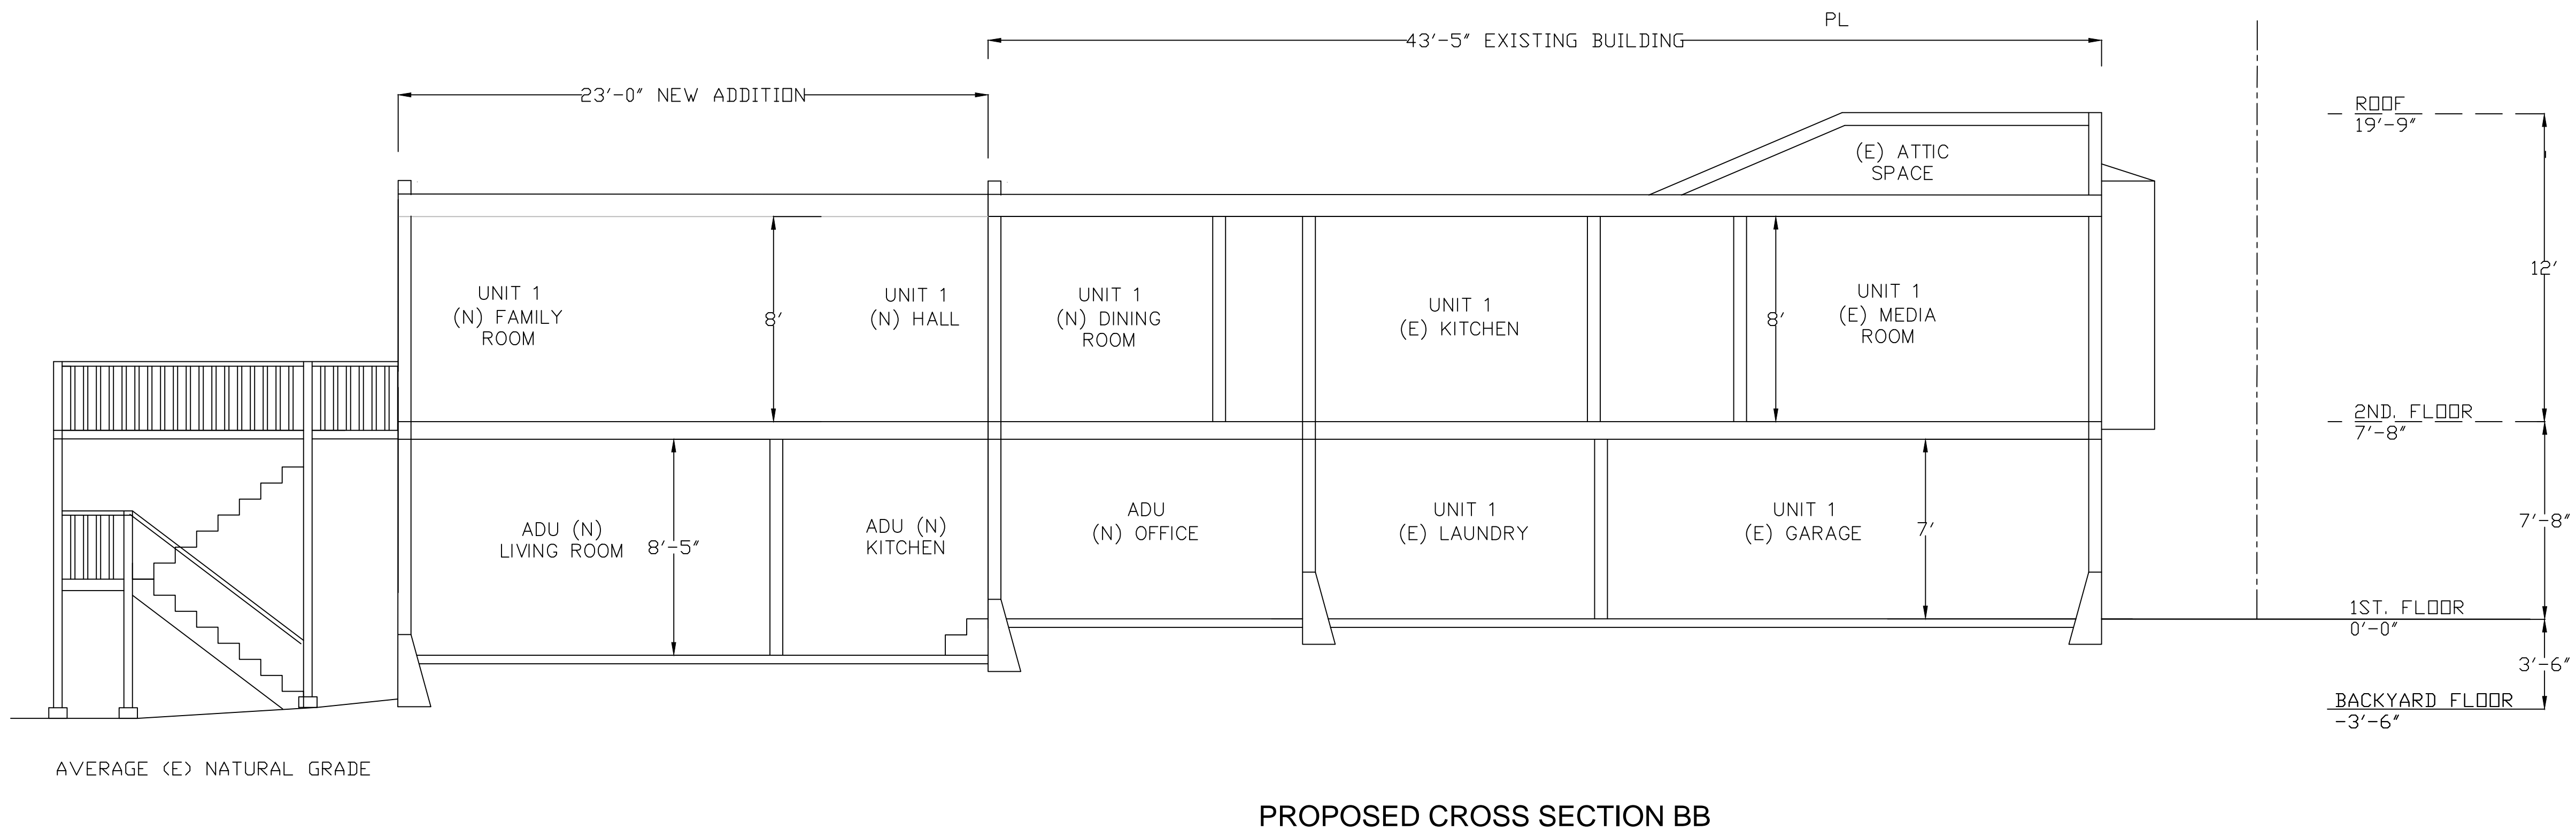 PL
43'-5" EXISTING BUILDING
23'-0" NEW ADDITION
ROOF
19'-9"
(E) ATTIC
SPACE
12'
UNIT 1
(N) FAMILY
ROOM
8'
UNIT 1
(N) HALL
UNIT 1
(N) DINING
ROOM
UNIT 1
(E) KITCHEN
8'
UNIT 1
(E) MEDIA
ROOM
2ND. FLOOR
7'-8"
ADU (N)
LIVING ROOM
8'-5"
ADU (N)
KITCHEN
ADU
(N) OFFICE
UNIT 1
(E) LAUNDRY
UNIT 1
(E) GARAGE
7'
7'-8"
1ST. FLOOR
0'-0"
3'-6"
BACKYARD FLOOR
-3'-6"
AVERAGE (E) NATURAL GRADE
PROPOSED CROSS SECTION BB